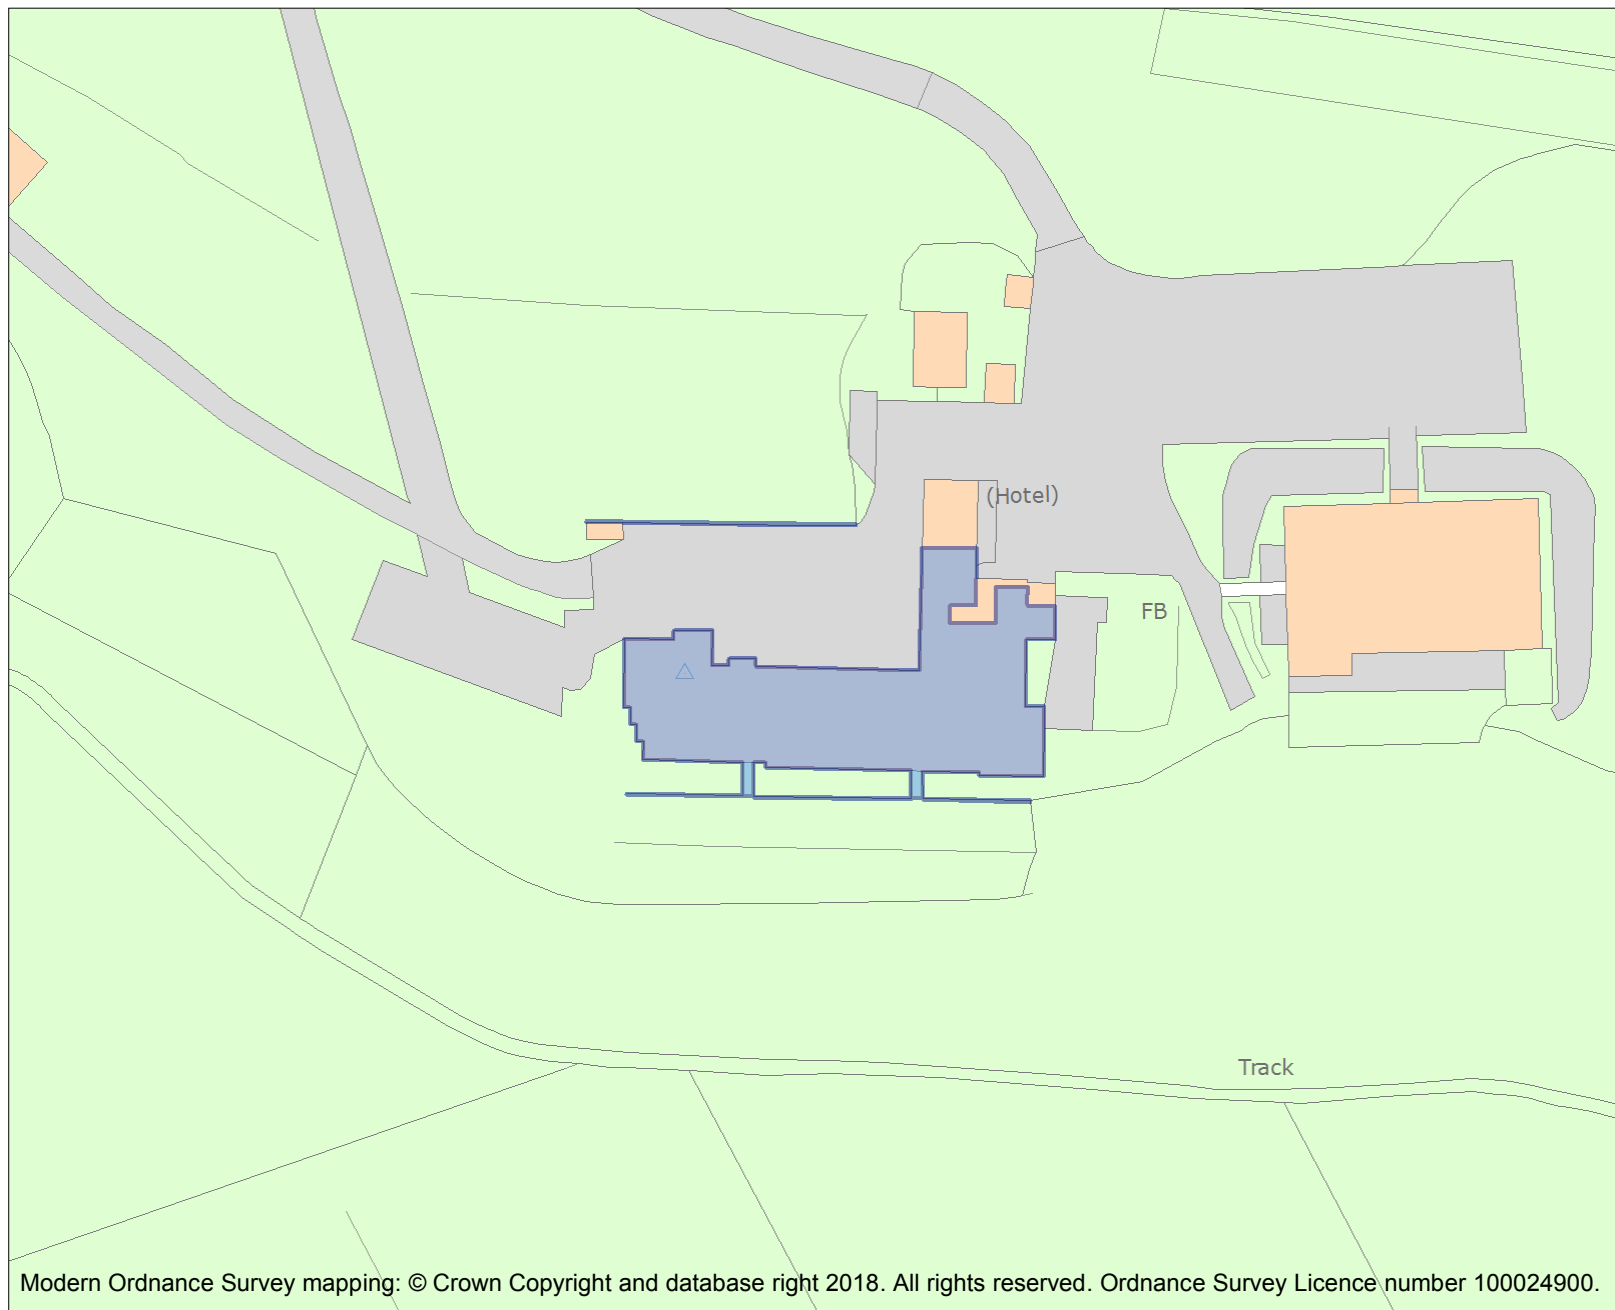 (Hotel)
FB
Track
Modern Ordnance Survey mapping: © Crown Copyright and database right 2018. All rights reserved. Ordnance Survey Licence number 100024900.